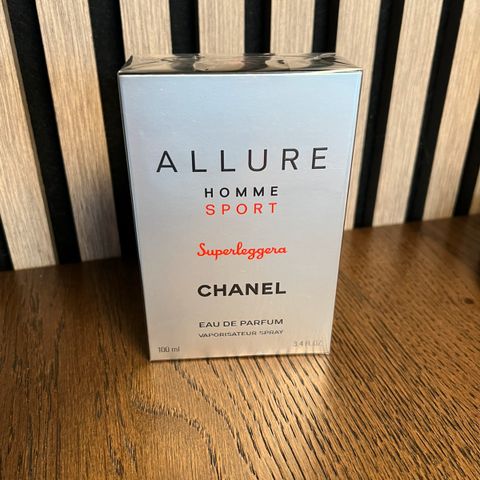 ALLURE
HOMME
SPORT
Superleggera
CHANEL
EAU DE PARFUM
VAPORISATEUR SPRAY
100 ml 3.4 fl.oz